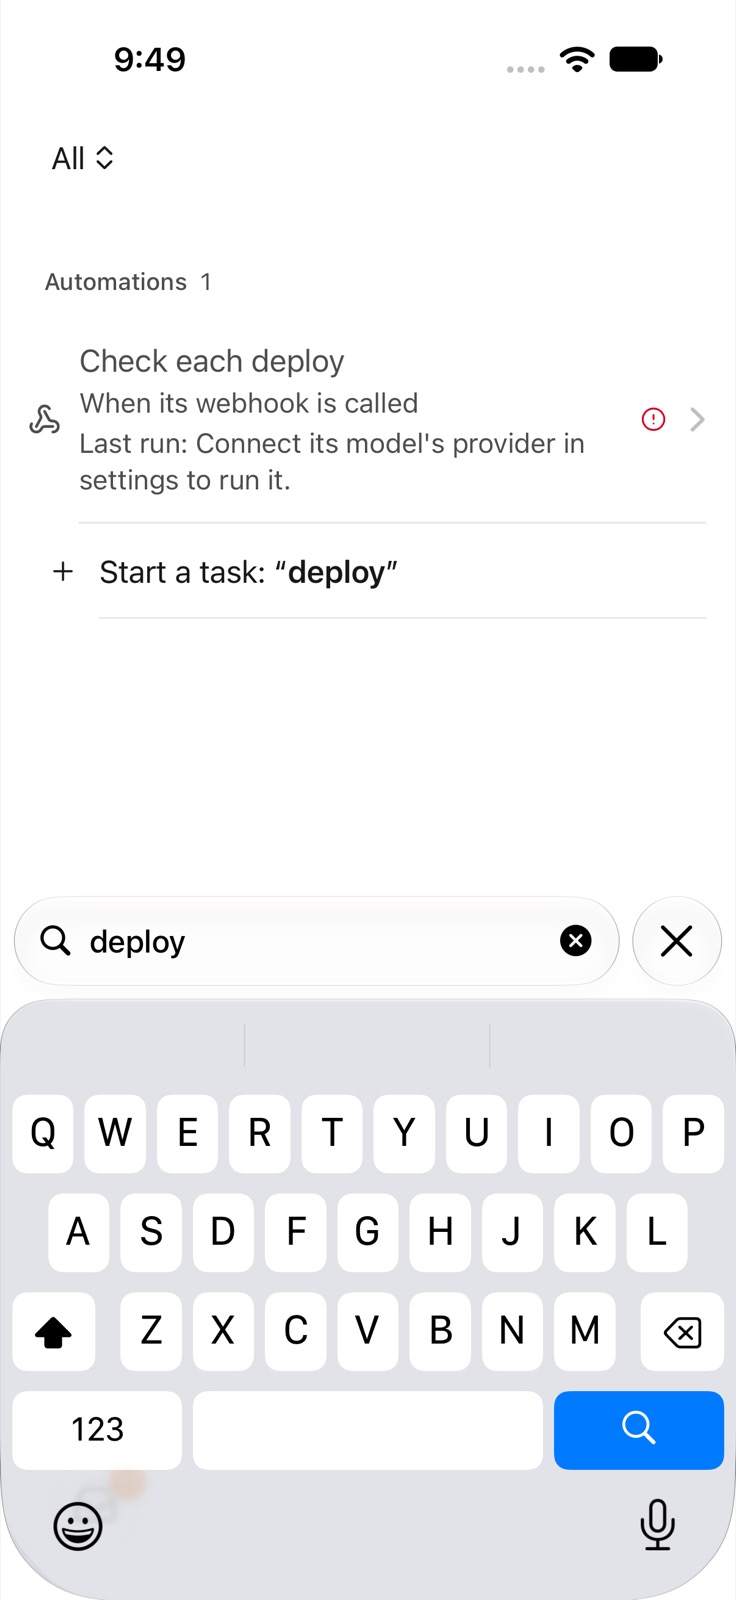 9:49
All
Automations 1
Check each deploy
When its webhook is called
Last run: Connect its model's provider in
settings to run it.
Start a task: “deploy”
deploy
Q W E R T Y U I O P
A S D F G H J K L
Z X C V B N M
123